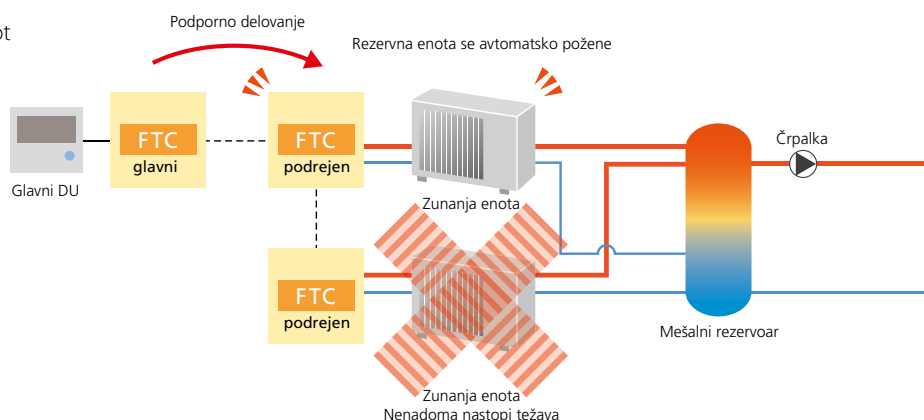 ot
Podporno delovanje
Rezervna enota se avtomatsko požene
FTC
glavni
FTC
podrejen
Glavni DU
Zunanja enota
Črpalka
FTC
podrejen
Mešalni rezervoar
Zunanja enota
Nenadoma nastopi težava